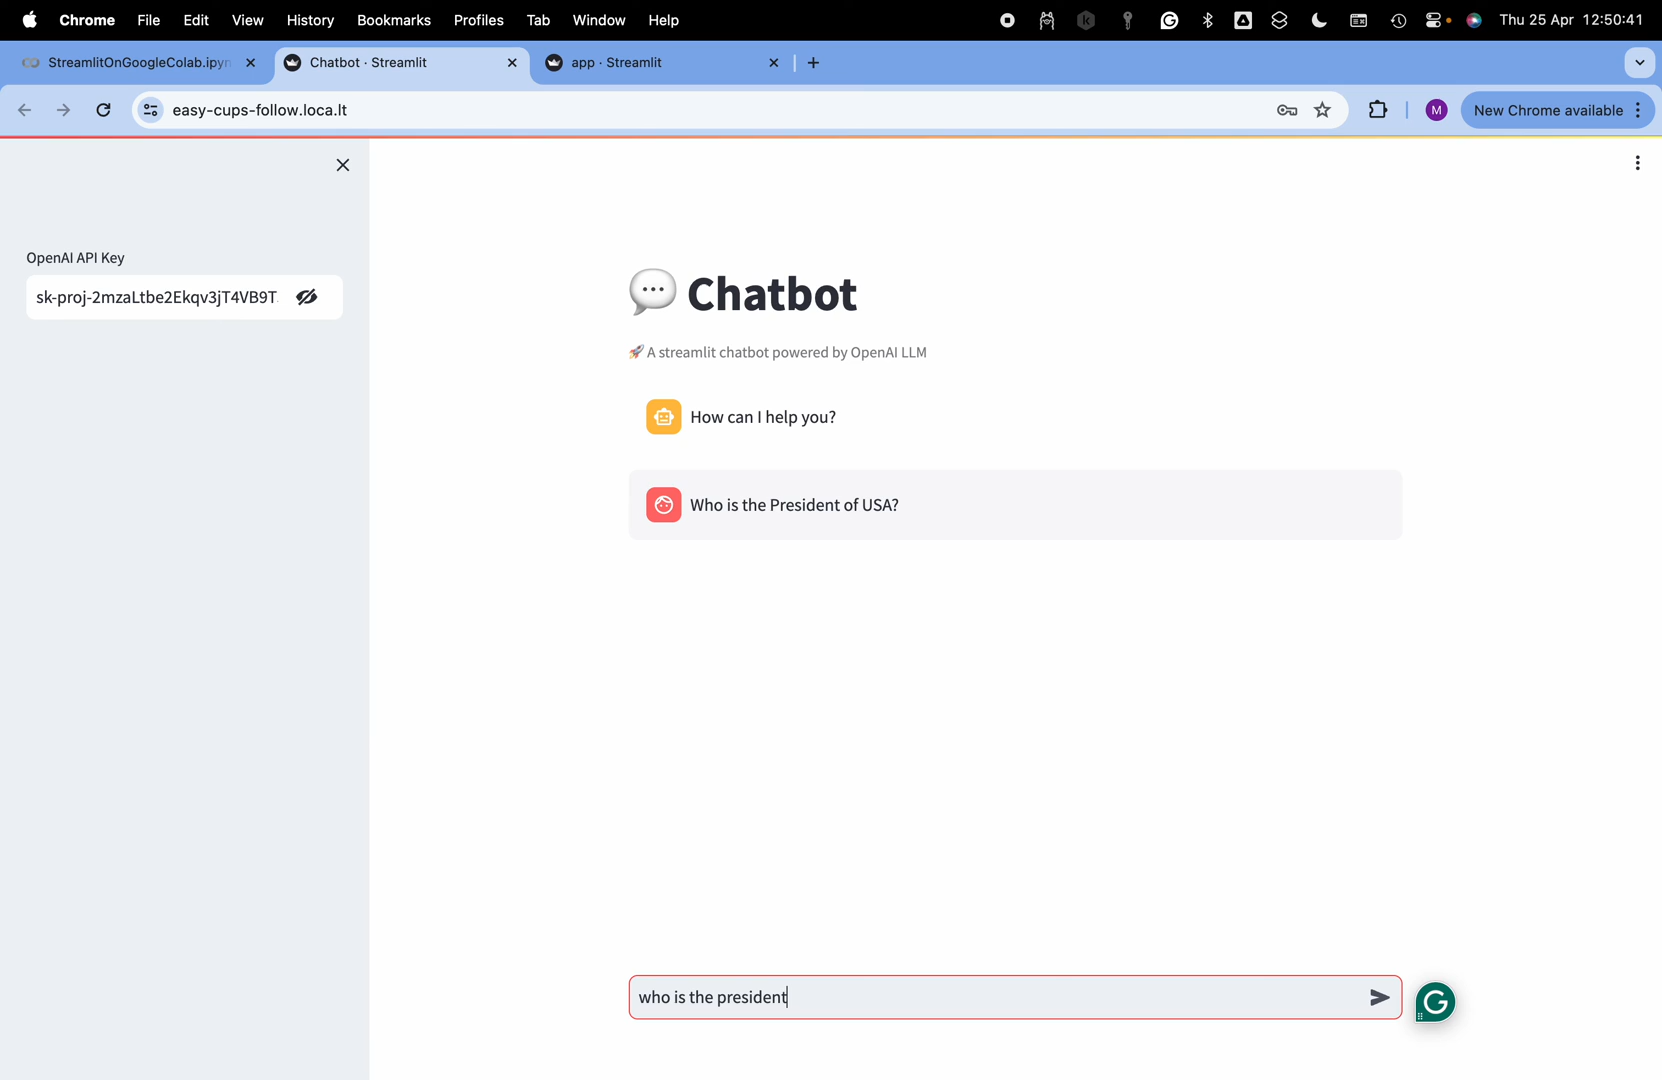 Chrome File Edit View History Bookmarks Profiles Tab Window Help Thu 25 Apr 12:50:41
StreamlitOnGoogleColab.ipyn Chatbot · Streamlit app · Streamlit
easy-cups-follow.loca.lt M New Chrome available
OpenAI API Key
sk-proj-2mzaLtbe2Ekqv3jT4VB9T
Chatbot
A streamlit chatbot powered by OpenAI LLM
How can I help you?
Who is the President of USA?
who is the president